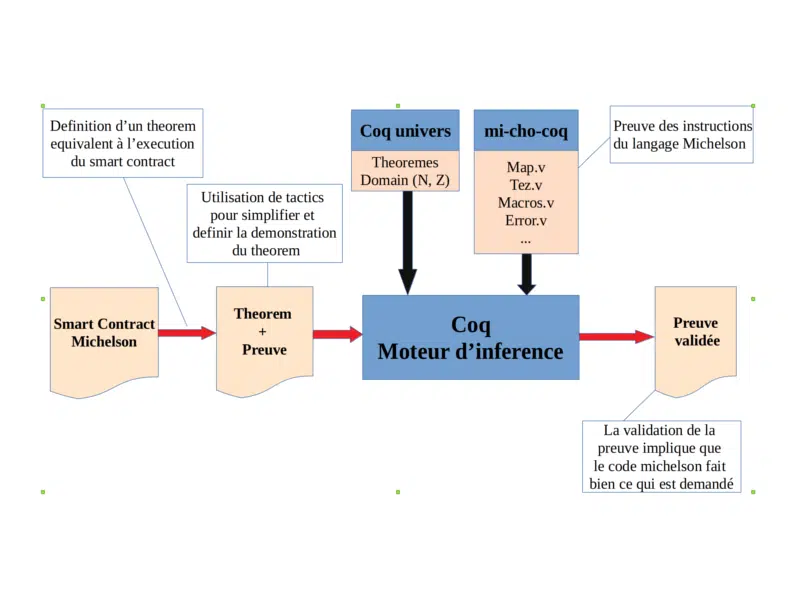 Definition d'un theorem
equivalent à l'execution
du smart contract
Utilisation de tactics
pour simplifier et
definir la demonstration
du theorem
Coq univers
Theoremes
Domain (N, Z)
mi-cho-coq
Map.v
Tez.v
Macros.v
Error.v
...
Preuve des instructions
du langage Michelson
Smart Contract
Michelson
Theorem
+
Preuve
Coq
Moteur d'inference
Preuve
validée
La validation de la
preuve implique que
le code michelson fait
bien ce qui est demandé